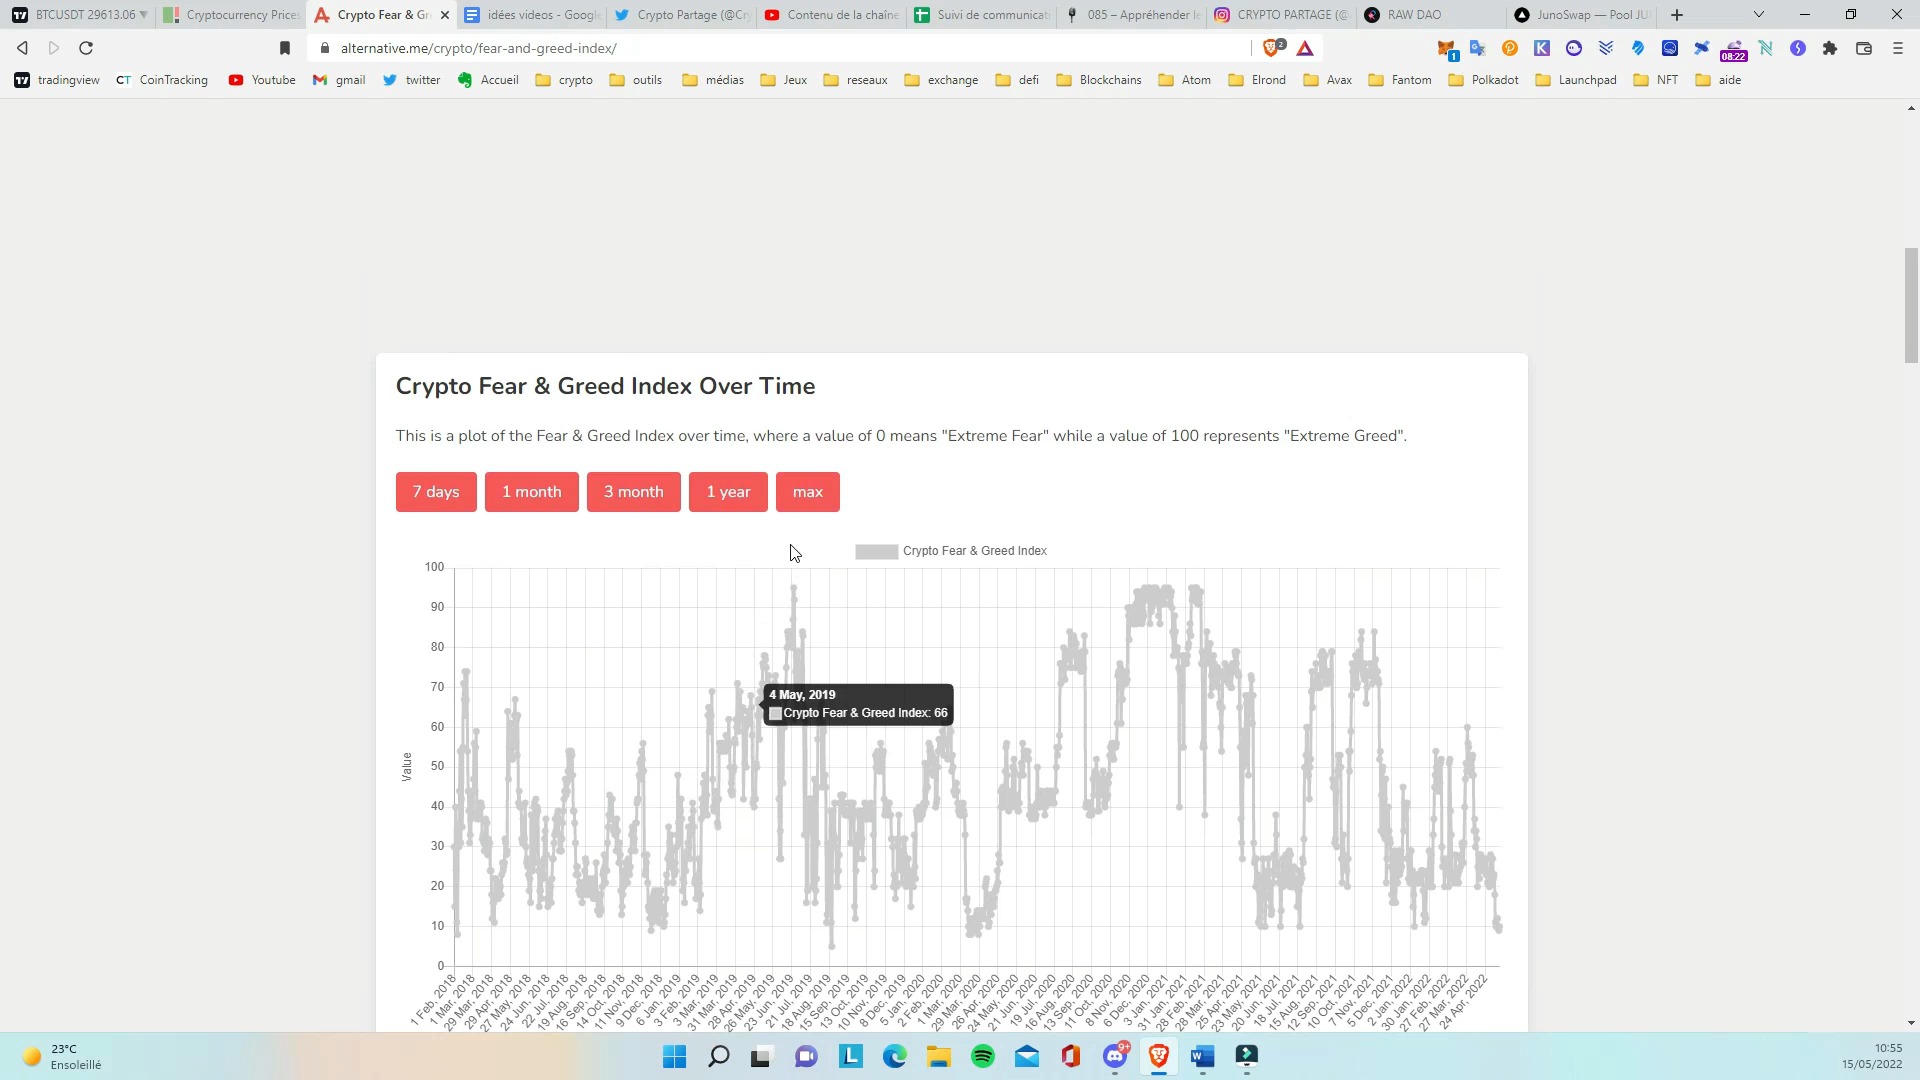 BTCUSDT 29613.06
Cryptocurrency Prices
Crypto Fear & Gr
idées videos - Google
Crypto Partage (@Cr
Contenu de la chaîne
Suivi de communicat
085 – Appréhender le
CRYPTO PARTAGE (@
RAW DAO
JunoSwap — Pool JU
alternative.me/crypto/fear-and-greed-index/
2
1
08:22
tradingview
CT CoinTracking
Youtube
gmail
twitter
Accueil
crypto
outils
médias
Jeux
reseaux
exchange
defi
Blockchains
Atom
Elrond
Avax
Fantom
Polkadot
Launchpad
NFT
aide
Crypto Fear & Greed Index Over Time
This is a plot of the Fear & Greed Index over time, where a value of 0 means "Extreme Fear" while a value of 100 represents "Extreme Greed".
7 days
1 month
3 month
1 year
max
Crypto Fear & Greed Index
100
90
80
70
60
50
40
30
20
10
0
Value
4 May, 2019
Crypto Fear & Greed Index: 66
1 Feb, 2018
1 Mar, 2018
29 Mar, 2018
29 Apr, 2018
27 May, 2018
24 Jun, 2018
22 Jul, 2018
19 Aug, 2018
16 Sep, 2018
14 Oct, 2018
11 Nov, 2018
9 Dec, 2018
6 Jan, 2019
3 Feb, 2019
3 Mar, 2019
31 Mar, 2019
28 Apr, 2019
26 May, 2019
23 Jun, 2019
21 Jul, 2019
18 Aug, 2019
15 Sep, 2019
13 Oct, 2019
10 Nov, 2019
8 Dec, 2019
5 Jan, 2020
2 Feb, 2020
1 Mar, 2020
29 Mar, 2020
26 Apr, 2020
24 May, 2020
21 Jun, 2020
19 Jul, 2020
16 Aug, 2020
13 Sep, 2020
11 Oct, 2020
8 Nov, 2020
6 Dec, 2020
3 Jan, 2021
31 Jan, 2021
28 Feb, 2021
28 Mar, 2021
25 Apr, 2021
23 May, 2021
20 Jun, 2021
18 Jul, 2021
15 Aug, 2021
12 Sep, 2021
10 Oct, 2021
7 Nov, 2021
5 Dec, 2021
2 Jan, 2022
30 Jan, 2022
27 Feb, 2022
27 Mar, 2022
24 Apr, 2022
23°C
Ensoleillé
L
9+
10:55
15/05/2022